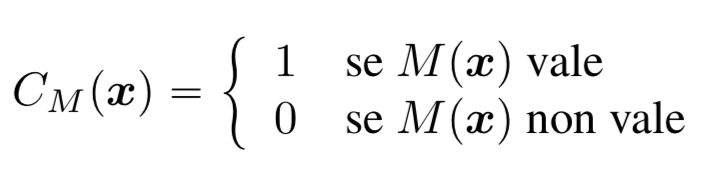 C_M(𝒙) = { 1 se M(𝒙) vale
0 se M(𝒙) non vale